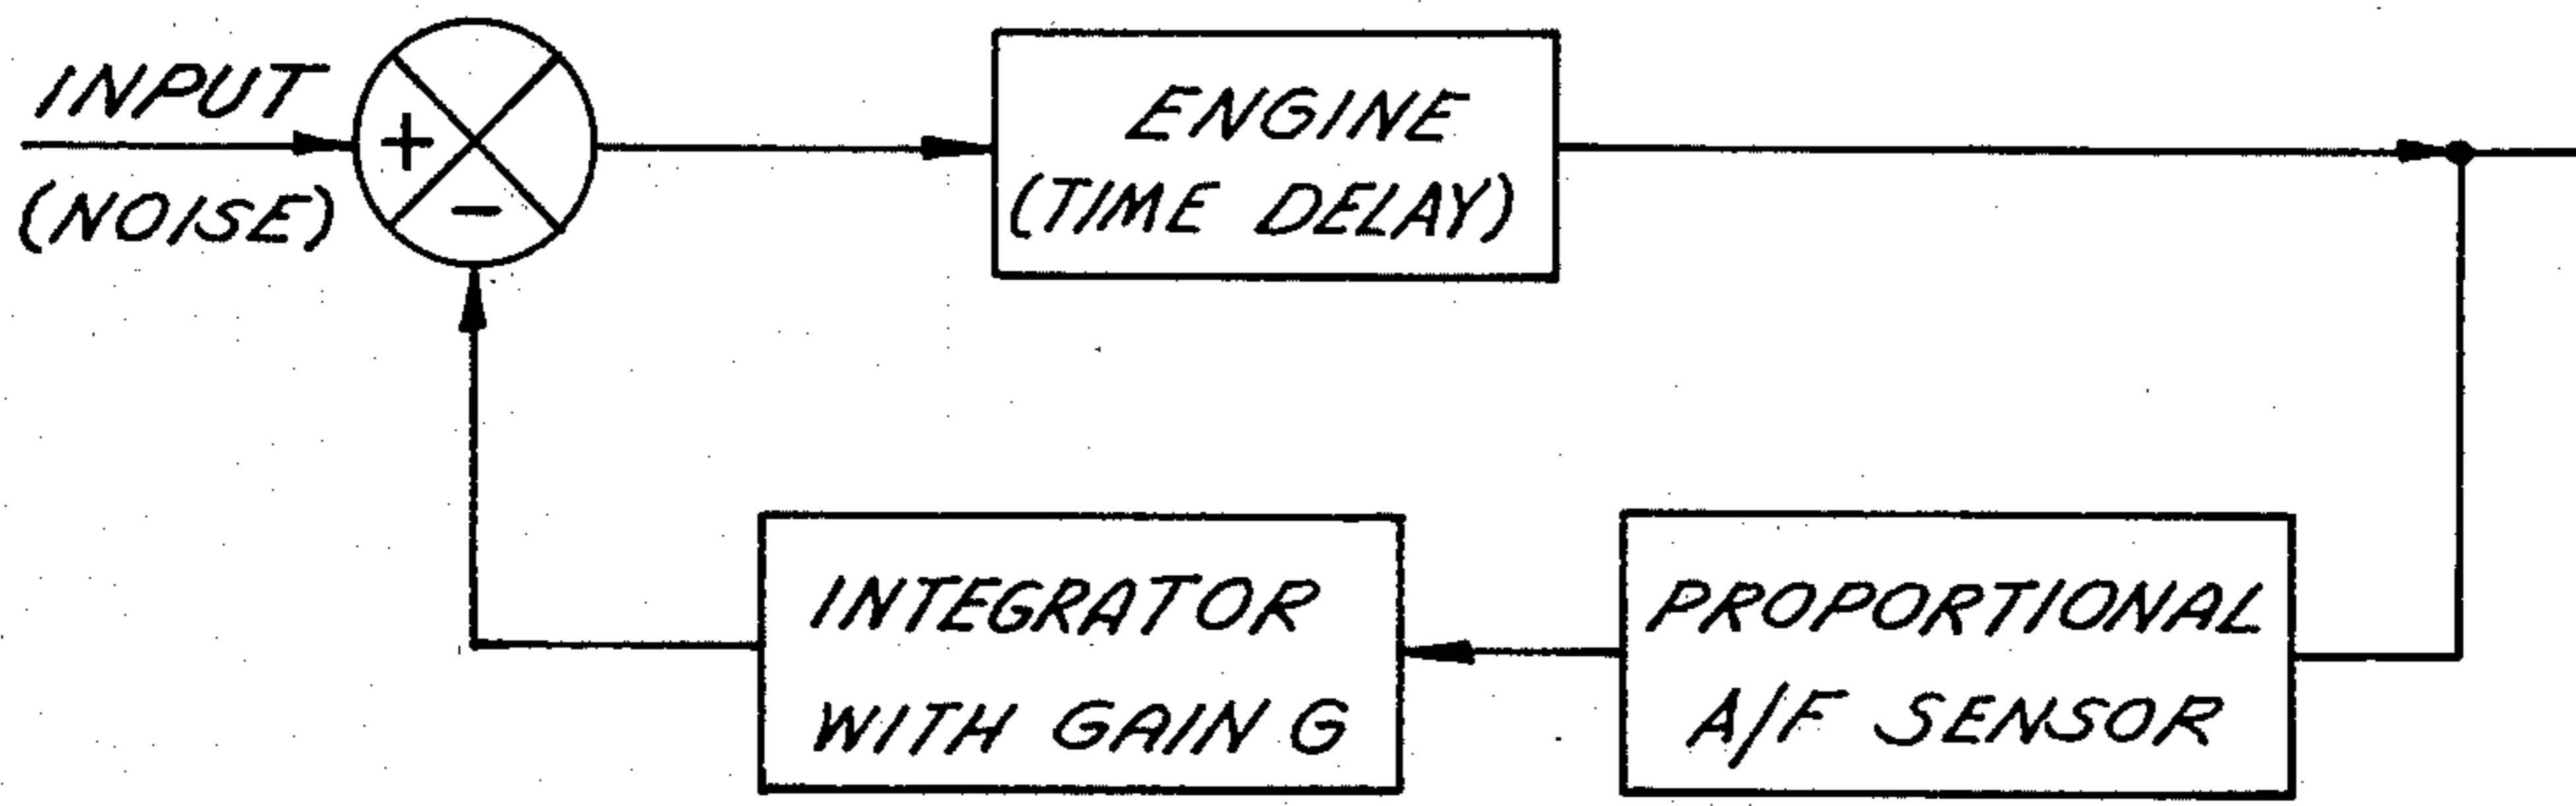 INPUT
(NOISE)
+
-
ENGINE
(TIME DELAY)
INTEGRATOR
WITH GAIN G
PROPORTIONAL
A/F SENSOR